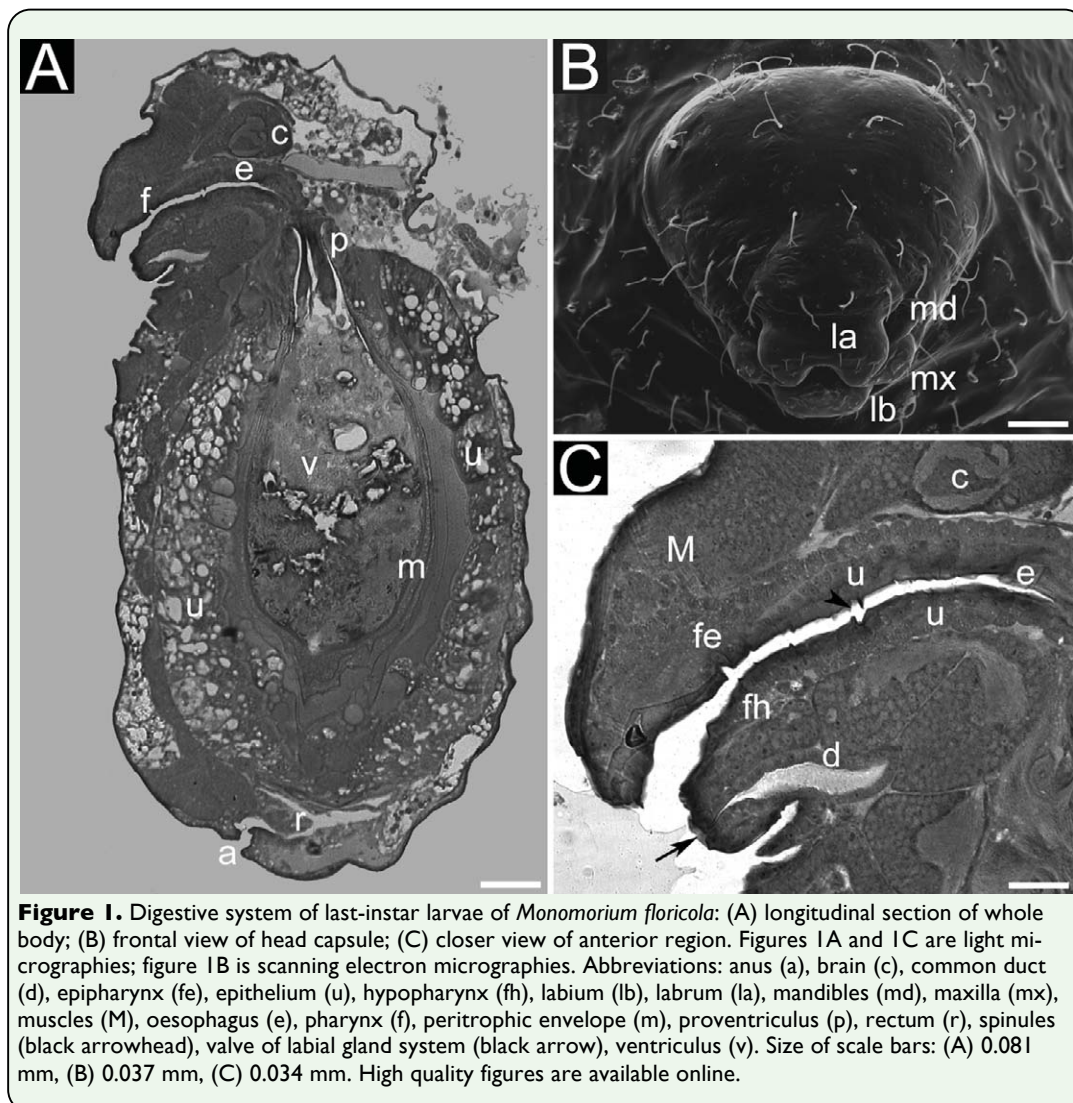 A
c
e
f
p
v
u
m
u
r
a
B
md
la
mx
lb
C
c
M
u
e
fe
u
fh
d
Figure 1. Digestive system of last-instar larvae of Monomorium floricola: (A) longitudinal section of whole
body; (B) frontal view of head capsule; (C) closer view of anterior region. Figures 1A and 1C are light mi-
crographies; figure 1B is scanning electron micrographies. Abbreviations: anus (a), brain (c), common duct
(d), epipharynx (fe), epithelium (u), hypopharynx (fh), labium (lb), labrum (la), mandibles (md), maxilla (mx),
muscles (M), oesophagus (e), pharynx (f), peritrophic envelope (m), proventriculus (p), rectum (r), spinules
(black arrowhead), valve of labial gland system (black arrow), ventriculus (v). Size of scale bars: (A) 0.081
mm, (B) 0.037 mm, (C) 0.034 mm. High quality figures are available online.